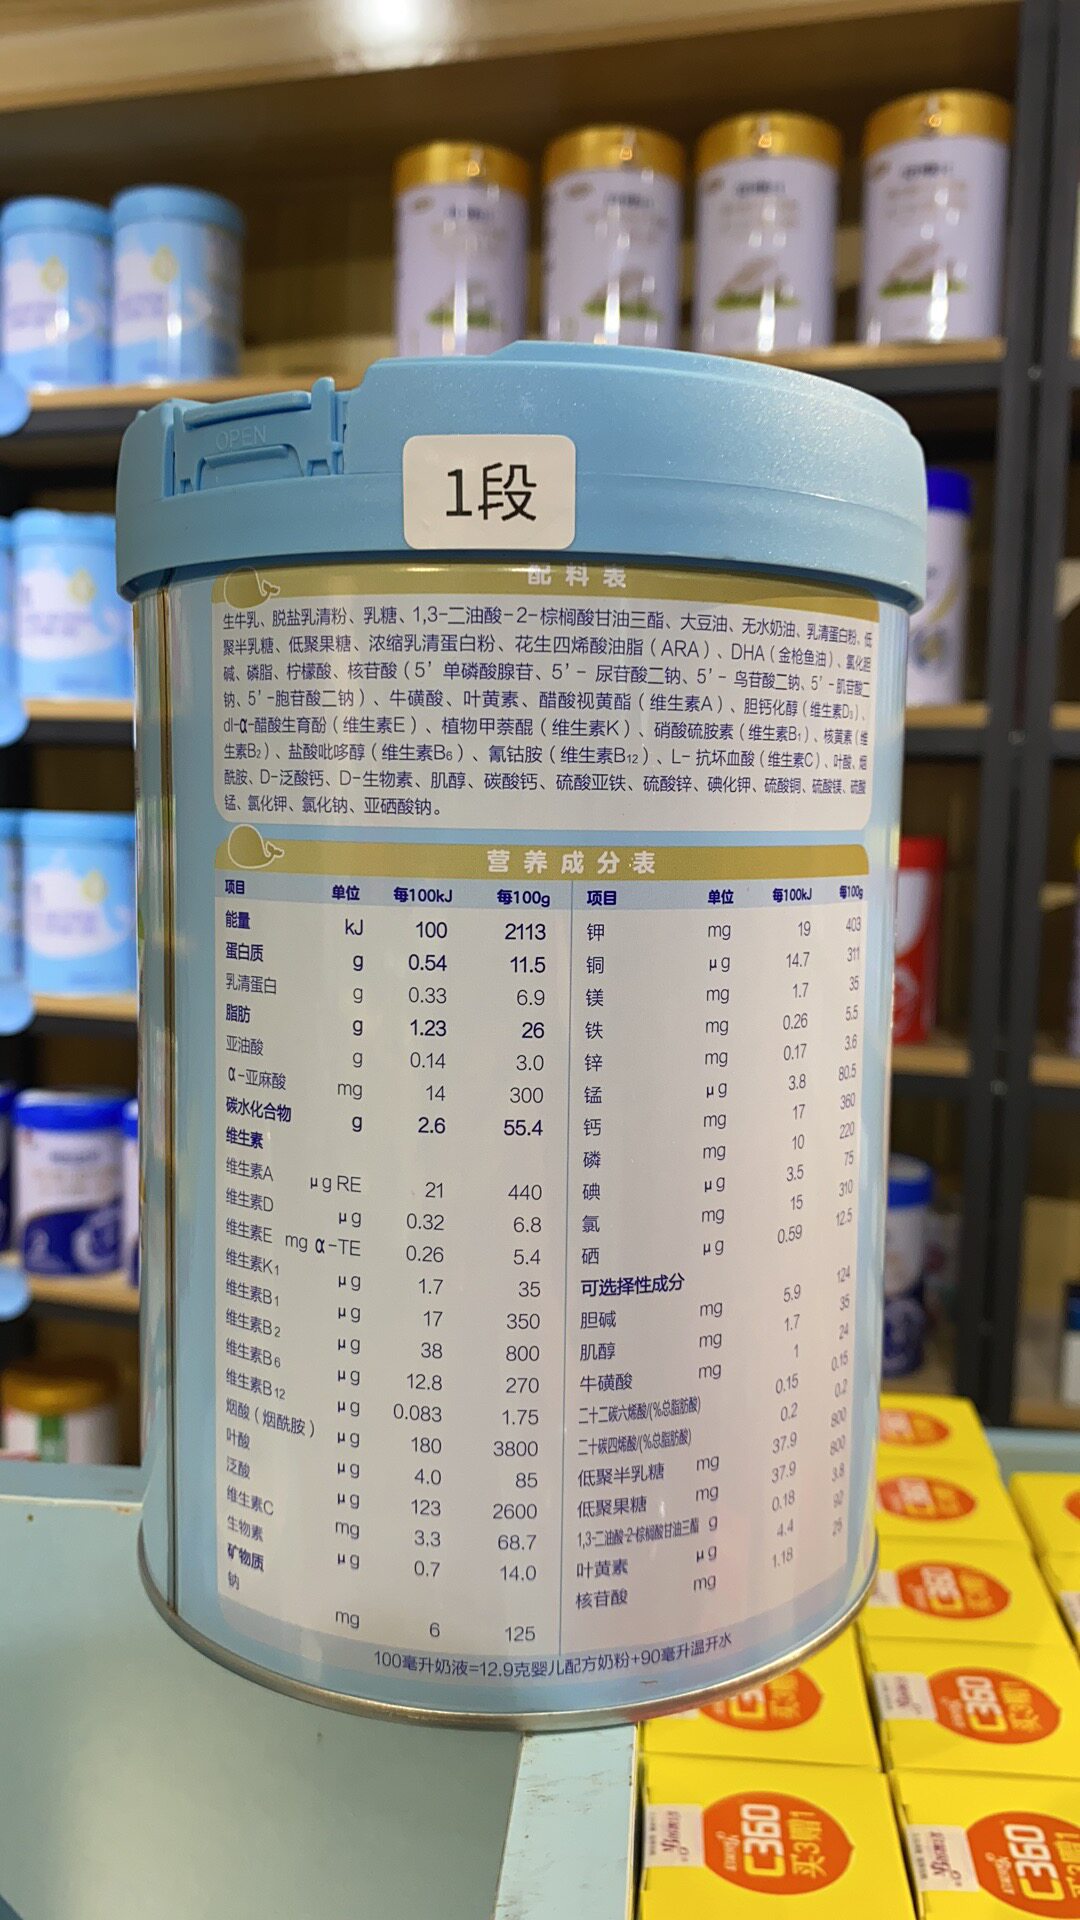 OPEN
1段
配料表
生牛乳、脱盐乳清粉、乳糖、1,3-二油酸-2-棕榈酸甘油三酯、大豆油、无水奶油、乳清蛋白粉、低
聚半乳糖、低聚果糖、浓缩乳清蛋白粉、花生四烯酸油脂（ARA）、DHA（金枪鱼油）、氯化胆
碱、磷脂、柠檬酸、核苷酸（5’单磷酸腺苷、5’-尿苷酸二钠、5’-鸟苷酸二钠、5’-肌苷酸二
钠、5’-胞苷酸二钠）、牛磺酸、叶黄素、醋酸视黄酯（维生素A）、胆钙化醇（维生素D₃）、
dl-α-醋酸生育酚（维生素E）、植物甲萘醌（维生素K）、硝酸硫胺素（维生素B₁）、核黄素（维
生素B₂）、盐酸吡哆醇（维生素B₆）、氰钴胺（维生素B₁₂）、L-抗坏血酸（维生素C）、叶酸、烟
酰胺、D-泛酸钙、D-生物素、肌醇、碳酸钙、硫酸亚铁、硫酸锌、碘化钾、硫酸铜、硫酸镁、硫酸
锰、氯化钾、氯化钠、亚硒酸钠。
营养成分表
项目 单位 每100kJ 每100g
能量 kJ 100 2113
蛋白质 g 0.54 11.5
乳清蛋白 g 0.33 6.9
脂肪 g 1.23 26
亚油酸 g 0.14 3.0
α-亚麻酸 mg 14 300
碳水化合物 g 2.6 55.4
维生素
维生素A μg RE 21 440
维生素D μg 0.32 6.8
维生素E mg α-TE 0.26 5.4
维生素K₁ μg 1.7 35
维生素B₁ μg 17 350
维生素B₂ μg 38 800
维生素B₆ μg 12.8 270
维生素B₁₂ μg 0.083 1.75
烟酸（烟酰胺） μg 180 3800
叶酸 μg 4.0 85
泛酸 μg 123 2600
维生素C mg 3.3 68.7
生物素 μg 0.7 14.0
矿物质
钠 mg 6 125
项目 单位 每100kJ 每100g
钾 mg 19 403
铜 μg 14.7 311
镁 mg 1.7 35
铁 mg 0.26 5.5
锌 mg 0.17 3.6
锰 μg 3.8 80.5
钙 mg 17 360
磷 mg 10 220
碘 μg 3.5 75
氯 mg 15 310
硒 μg 0.59 12.5
可选择性成分
胆碱 mg 5.9 124
肌醇 mg 1.7 35
牛磺酸 mg 1 24
二十二碳六烯酸/(%总脂肪酸) 0.15 0.15
二十碳四烯酸/(%总脂肪酸) 0.2 0.2
低聚半乳糖 mg 37.9 800
低聚果糖 mg 37.9 800
1,3-二油酸-2-棕榈酸甘油三酯 g 0.18 3.8
叶黄素 μg 4.4 92
核苷酸 mg 1.18 25
100毫升奶液=12.9克婴儿配方奶粉+90毫升温开水
C360
买3赠1
C360
C360
买3赠1
C360